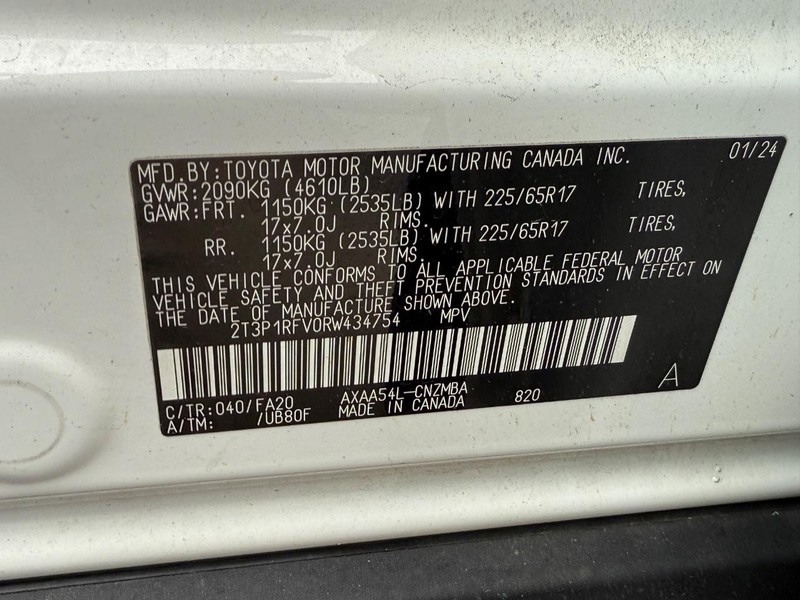 MFD. BY: TOYOTA MOTOR MANUFACTURING CANADA INC. 01/24
GVWR: 2090KG (4610LB)
GAWR: FRT. 1150KG (2535LB) WITH 225/65R17 TIRES,
17x7.0J RIMS.
RR. 1150KG (2535LB) WITH 225/65R17 TIRES,
17x7.0J RIMS.
THIS VEHICLE CONFORMS TO ALL APPLICABLE FEDERAL MOTOR
VEHICLE SAFETY AND THEFT PREVENTION STANDARDS IN EFFECT ON
THE DATE OF MANUFACTURE SHOWN ABOVE.
2T3P1RFV0RW434754 MPV
C/TR: 040/FA20 AXAA54L-CNZMBA 820 A
A/TM: /UB80F MADE IN CANADA